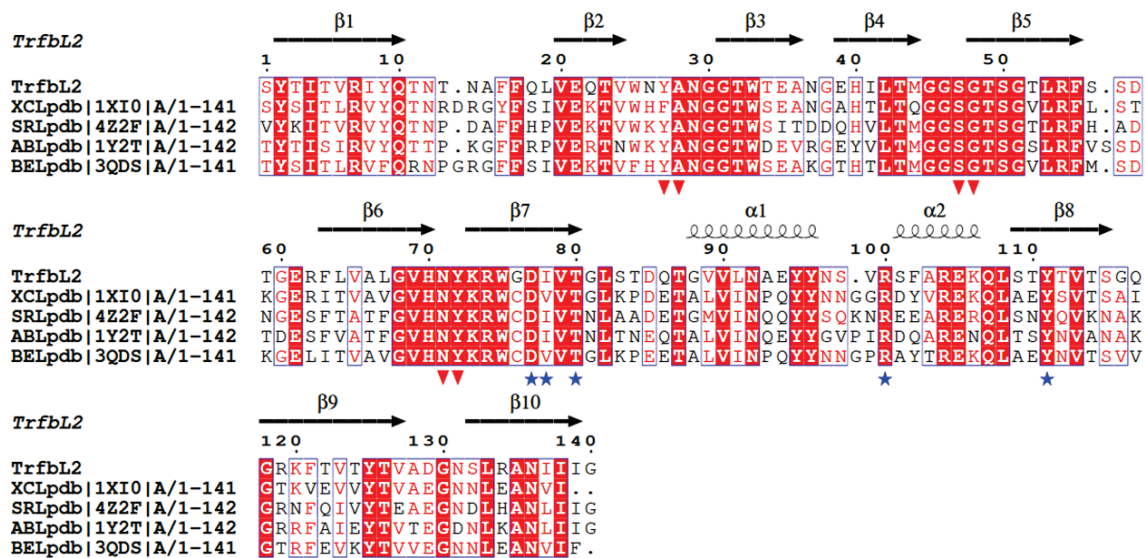 β1 β2 β3 β4 β5
TrfbL2
1 10 20 30 40 50
TrfbL2 SYTITVRIYQTNT.NAFFQLVEQTVWNYANGGTWTEANGEHILTMGGSGTSGTLRFS.SD
XCLpdb|1XI0|A/1-141 SYSITLRVYQTNRDRGYFSIVEKTVWHFANGGTWSEANGAHTLTQGGSGTSGVLRFL.ST
SRLpdb|4Z2F|A/1-142 VYKITVRVYQTNP.DAFFHPVEKTVWKYANGGTWSITDDQHVLTMGGSGTSGTLRFH.AD
ABLpdb|1Y2T|A/1-142 TYTISIRVYQTTP.KGFFRPVERTNWKYANGGTWDEVRGEYVLTMGGSGTSGSLRFVSSD
BELpdb|3QDS|A/1-141 TYSITLRVFQRNPGRGFFSIVEKTVFHYANGGTWSEAKGTHTLTMGGSGTSGVLRFM.SD
β6 β7 α1 α2 β8
TrfbL2
60 70 80 90 100 110
TrfbL2 TGERFLVALGVHNYKRWGDIVTGLSTDQTGVVLNAEYYNS.VRSFAREKQLSTYTVTSGQ
XCLpdb|1XI0|A/1-141 KGERITVAVGVHNYKRWCDVVTGLKPDETALVINPQYYNNGGRDYVREKQLAEYSVTSAI
SRLpdb|4Z2F|A/1-142 NGESFTATFGVHNYKRWCDIVTNLAADETGMVINQQYYSQKNREEAREKQLSNYQVKNAK
ABLpdb|1Y2T|A/1-142 TDESFVATFGVHNYKRWCDIVTNLTNEQTALVINQEYYGVPIRDQARENQLTSYNVANAK
BELpdb|3QDS|A/1-141 KGELITVAVGVHNYKRWCDIVTGLKPEETALVINPQYYNNGPRAYTREKQLAEYNVTSVV
β9 β10
TrfbL2
120 130 140
TrfbL2 GRKFTVTYTVADGNSLRANIIIG
XCLpdb|1XI0|A/1-141 GTKVEVVYTVAEGNNLEANVI..
SRLpdb|4Z2F|A/1-142 GRNFQIVYTEAEGNDLHANLIIG
ABLpdb|1Y2T|A/1-142 GRRFAIEYTVTEGDNLKANLIIG
BELpdb|3QDS|A/1-141 GTRFEVKYTVVEGNNLEANVIF.